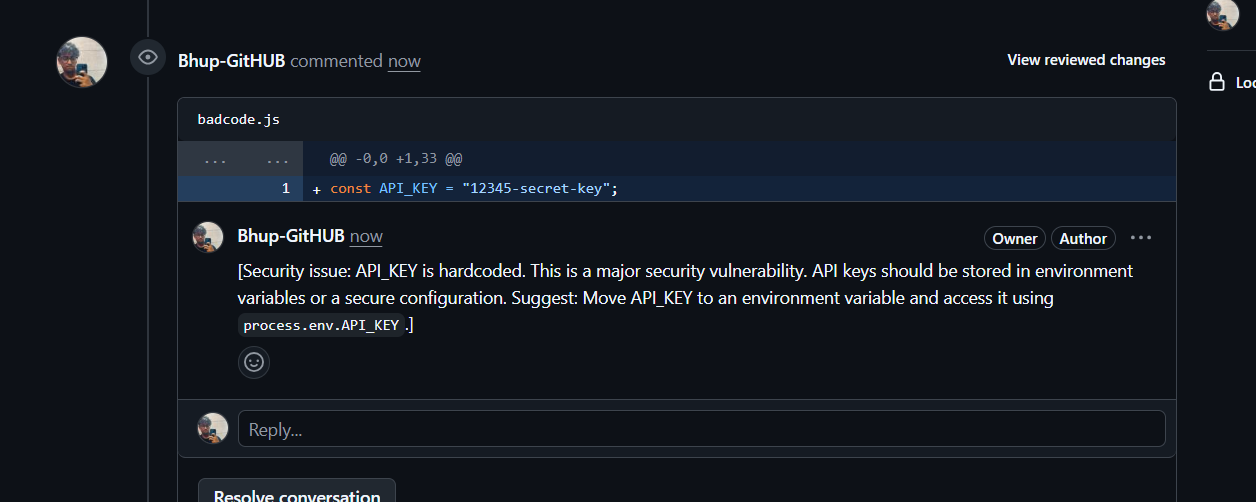 Bhup-GitHUB commented now
View reviewed changes
badcode.js
... ... @@ -0,0 +1,33 @@
1 + const API_KEY = "12345-secret-key";
Bhup-GitHUB now
Owner Author ...
[Security issue: API_KEY is hardcoded. This is a major security vulnerability. API keys should be stored in environment
variables or a secure configuration. Suggest: Move API_KEY to an environment variable and access it using
process.env.API_KEY.]
Reply...
Resolve conversation